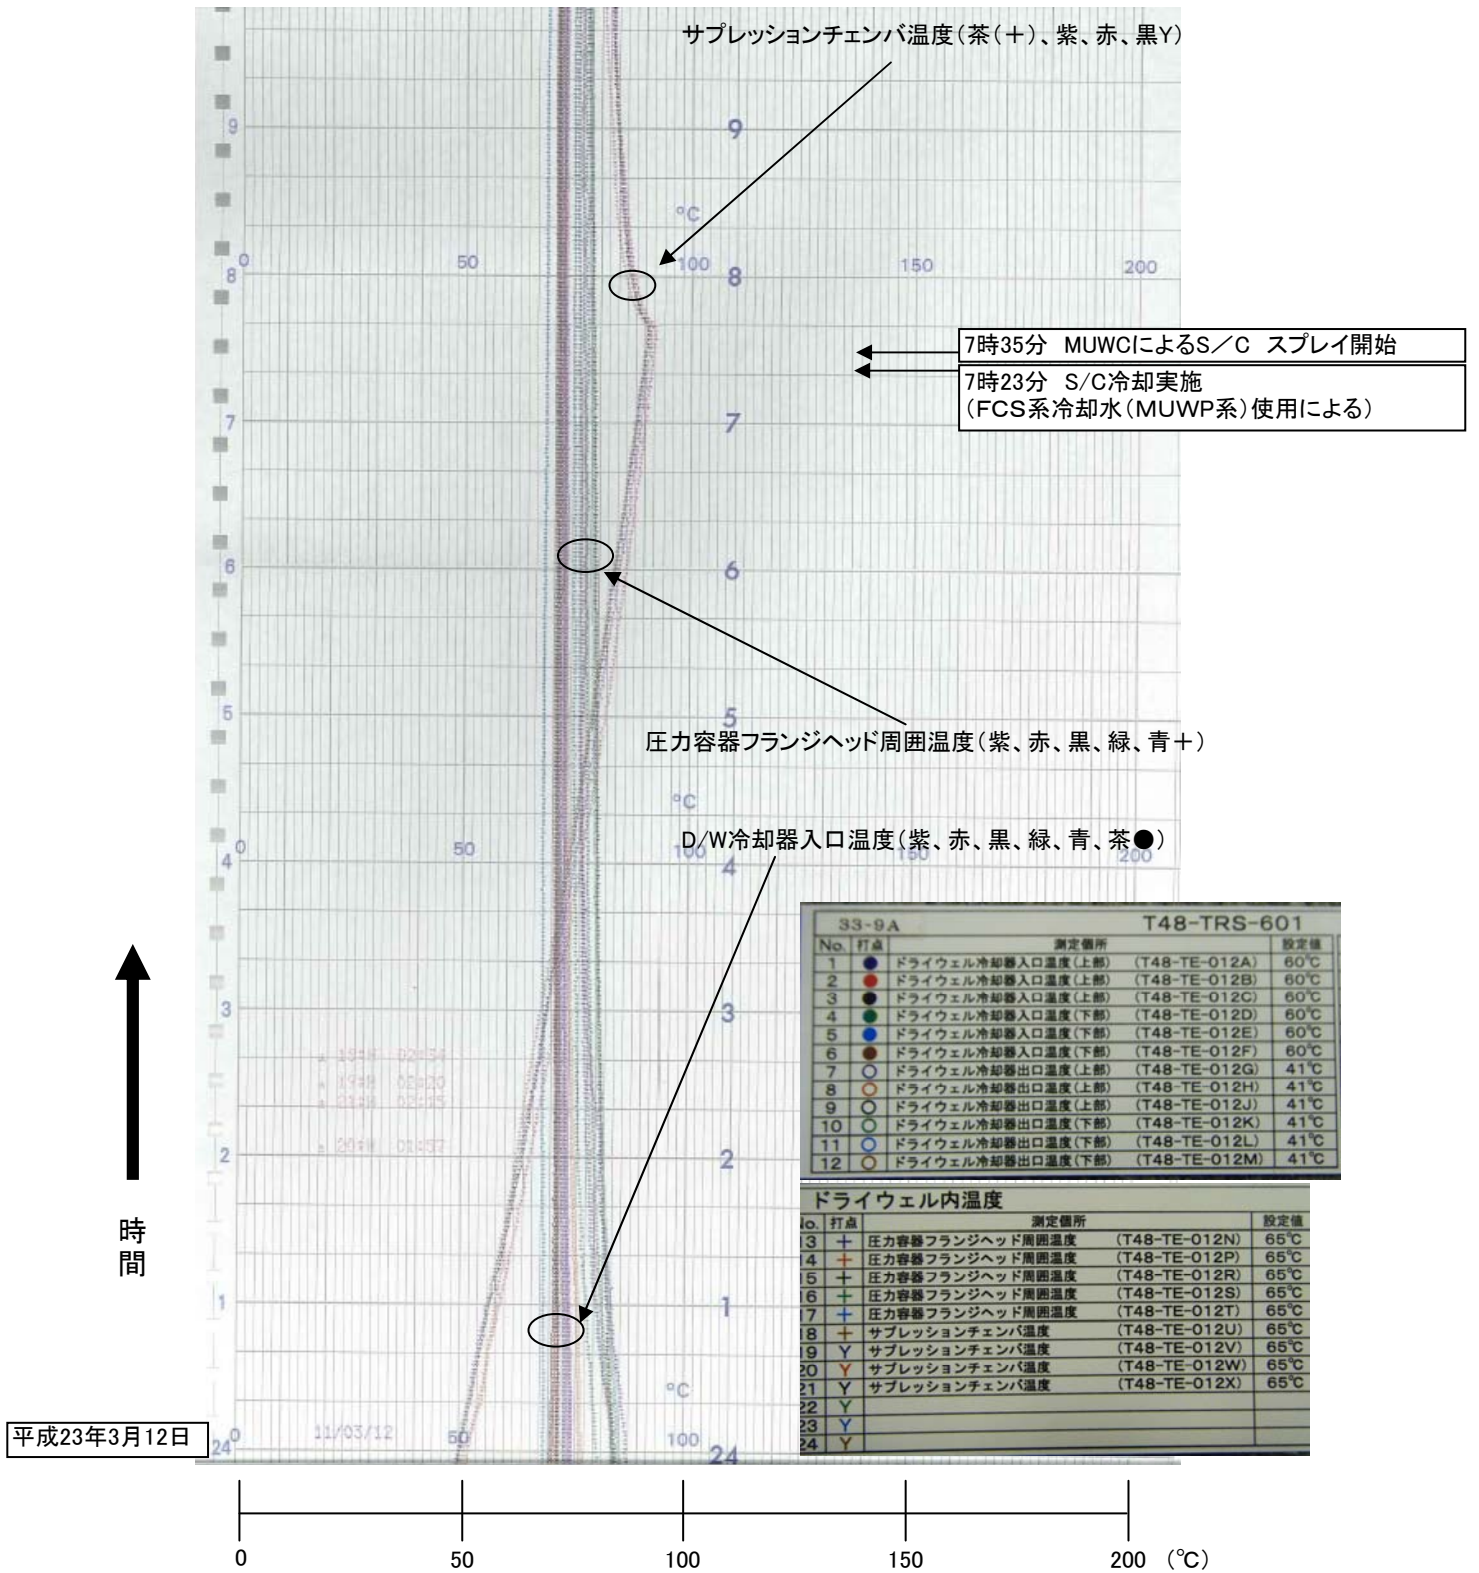 サプレッションチェンバ温度(茶(+)、紫、赤、黒Y)
9 9
℃
0 50 100 150 200
8 8
7時35分 MUWCによるS/C スプレイ開始
7時23分 S/C冷却実施
(FCS系冷却水(MUWP系)使用による)
7 7
6 6
5 5
圧力容器フランジヘッド周囲温度(紫、赤、黒、緑、青+)
℃
D/W冷却器入口温度(紫、赤、黒、緑、青、茶●)
0 50 100 150 200
4 4
33-9A T48-TRS-601
No. 打点 測定個所 設定値
1 ● ドライウェル冷却器入口温度(上部) (T48-TE-012A) 60℃
2 ● ドライウェル冷却器入口温度(上部) (T48-TE-012B) 60℃
3 ● ドライウェル冷却器入口温度(上部) (T48-TE-012C) 60℃
4 ● ドライウェル冷却器入口温度(下部) (T48-TE-012D) 60℃
5 ● ドライウェル冷却器入口温度(下部) (T48-TE-012E) 60℃
6 ● ドライウェル冷却器入口温度(下部) (T48-TE-012F) 60℃
7 ○ ドライウェル冷却器出口温度(上部) (T48-TE-012G) 41℃
8 ○ ドライウェル冷却器出口温度(上部) (T48-TE-012H) 41℃
9 ○ ドライウェル冷却器出口温度(上部) (T48-TE-012J) 41℃
10 ○ ドライウェル冷却器出口温度(下部) (T48-TE-012K) 41℃
11 ○ ドライウェル冷却器出口温度(下部) (T48-TE-012L) 41℃
12 ○ ドライウェル冷却器出口温度(下部) (T48-TE-012M) 41℃
3 3
02:34
19:H 02:20
21:H 02:15
20:H 01:57
2 2
時間
ドライウェル内温度
No. 打点 測定個所 設定値
13 + 圧力容器フランジヘッド周囲温度 (T48-TE-012N) 65℃
14 + 圧力容器フランジヘッド周囲温度 (T48-TE-012P) 65℃
15 + 圧力容器フランジヘッド周囲温度 (T48-TE-012R) 65℃
16 + 圧力容器フランジヘッド周囲温度 (T48-TE-012S) 65℃
17 + 圧力容器フランジヘッド周囲温度 (T48-TE-012T) 65℃
18 + サプレッションチェンバ温度 (T48-TE-012U) 65℃
19 Y サプレッションチェンバ温度 (T48-TE-012V) 65℃
20 Y サプレッションチェンバ温度 (T48-TE-012W) 65℃
21 Y サプレッションチェンバ温度 (T48-TE-012X) 65℃
22 Y
23 Y
24 Y
1 1
℃
平成23年3月12日
11/03/12
0 50 100
24 24
0 50 100 150 200 (℃)